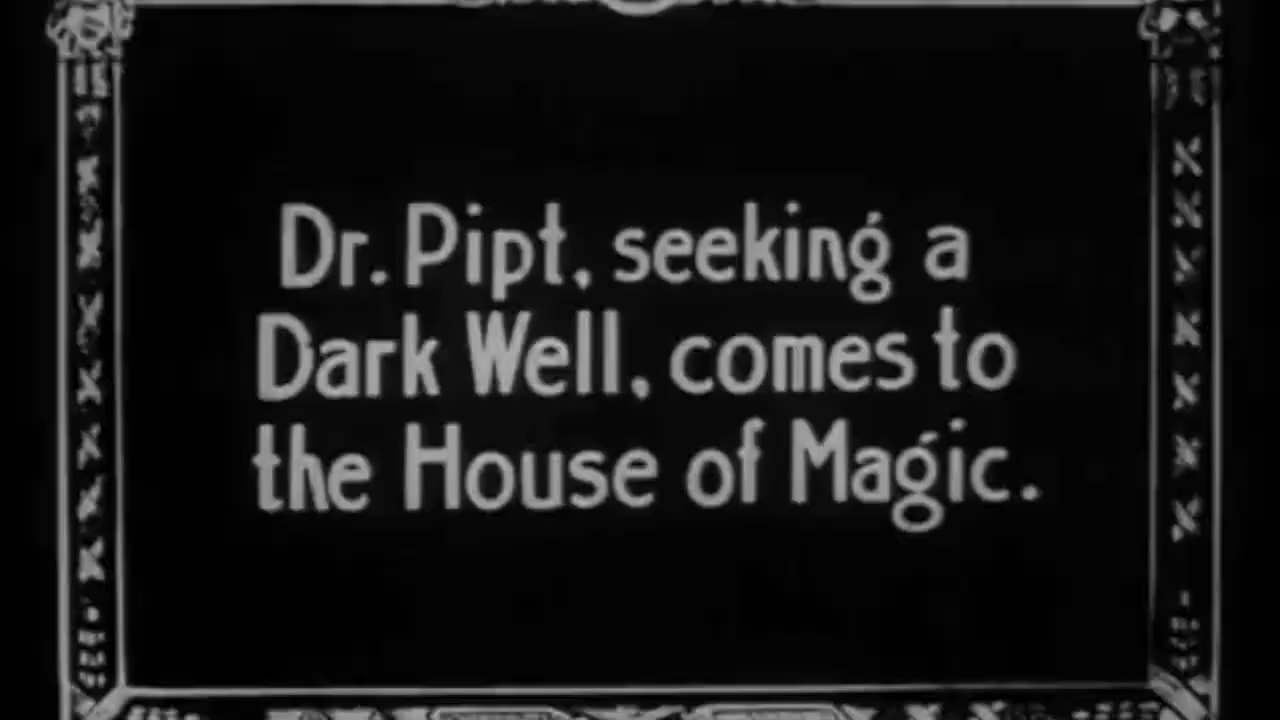 Dr. Pipt, seeking a
Dark Well, comes to
the House of Magic.